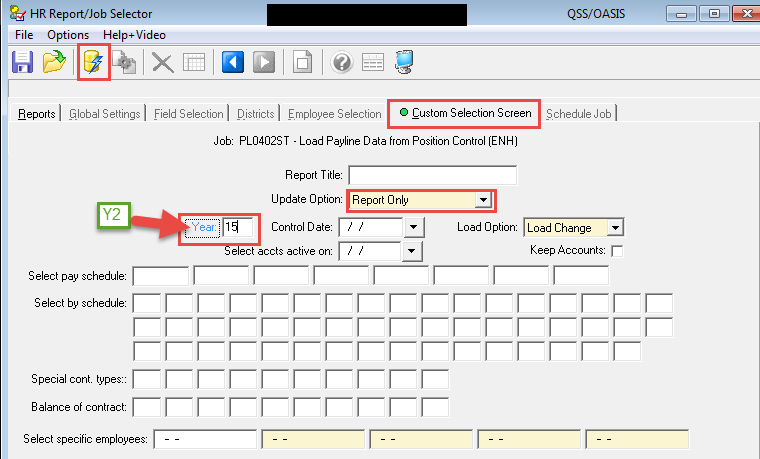 HR Report/Job Selector QSS/OASIS
File Options Help+Video
Reports Global Settings Field Selection Districts Employee Selection Custom Selection Screen Schedule Job
Job: PL0402ST - Load Payline Data from Position Control (ENH)
Report Title:
Update Option: Report Only
Y2 Year: 15 Control Date: / / Load Option: Load Change
Select accts active on: / / Keep Accounts:
Select pay schedule:
Select by schedule:
Special cont. types::
Balance of contract:
Select specific employees: - - - - - - - - - -